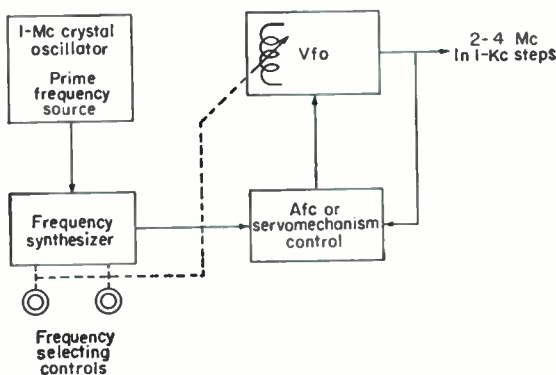 1-Mc crystal
oscillator
Prime
frequency
source
Vfo
2-4 Mc
In 1-Kc steps
Frequency
synthesizer
Afc or
servomechanism
control
Frequency
selecting
controls